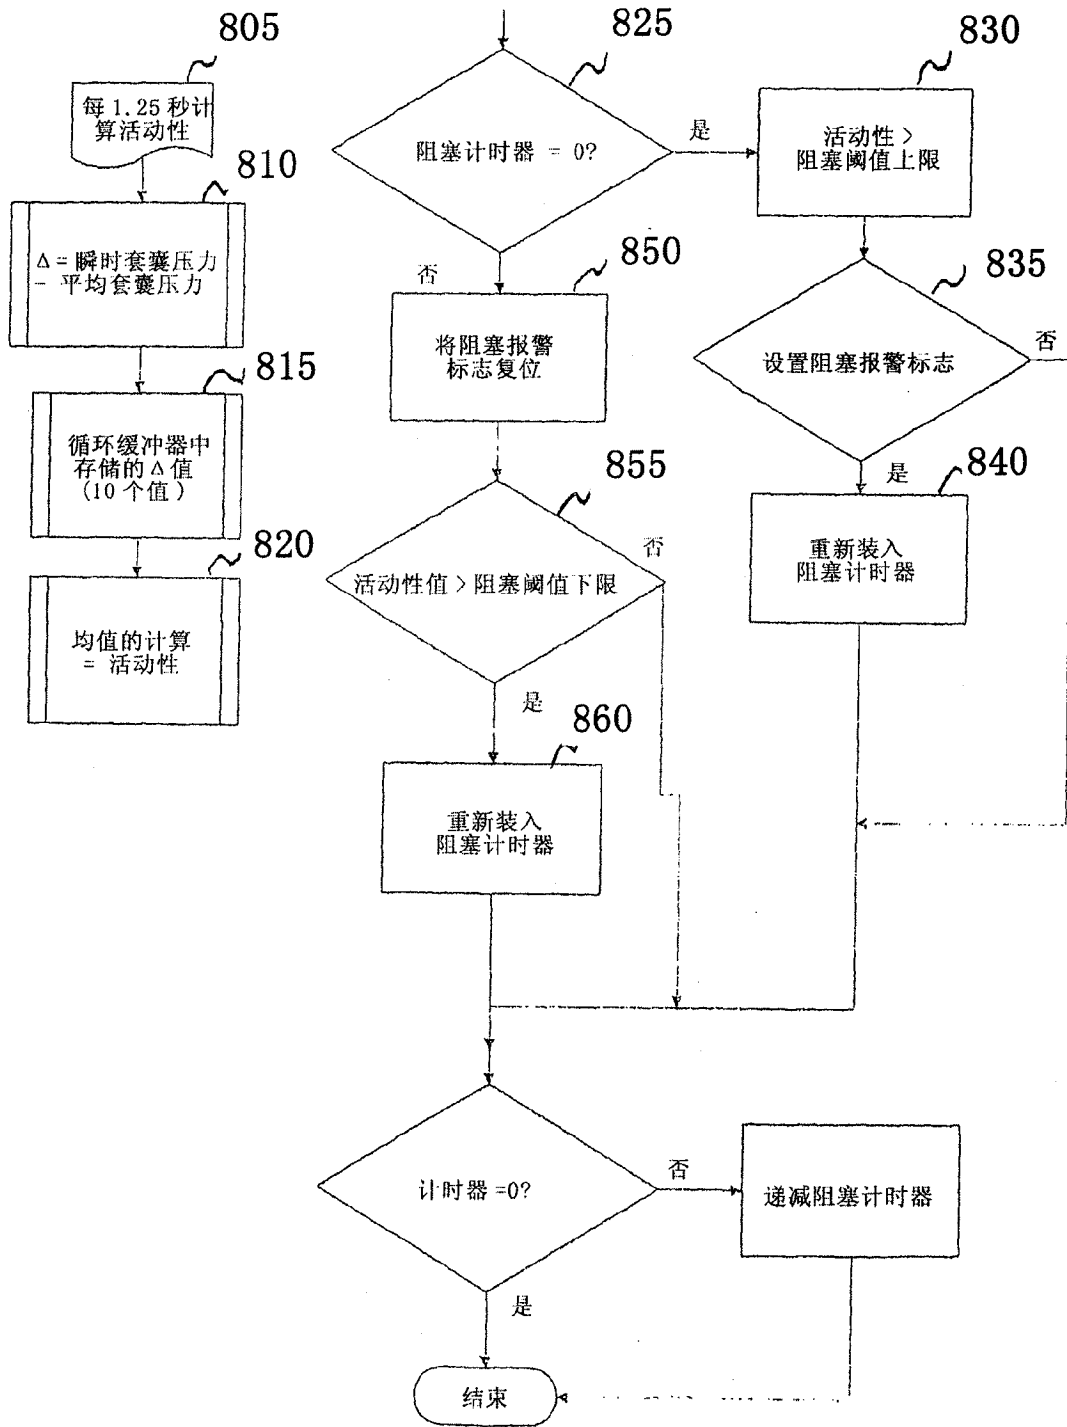 805
每1.25秒计
算活动性
810
Δ=瞬时套囊压力
- 平均套囊压力
815
循环缓冲器中
存储的Δ值
(10个值)
820
均值的计算
= 活动性
825
阻塞计时器 = 0?
是
否
830
活动性 >
阻塞阈值上限
835
设置阻塞报警标志
否
是
840
重新装入
阻塞计时器
850
将阻塞报警
标志复位
855
活动性值 > 阻塞阈值下限
否
是
860
重新装入
阻塞计时器
计时器=0?
否
递减阻塞计时器
是
结束